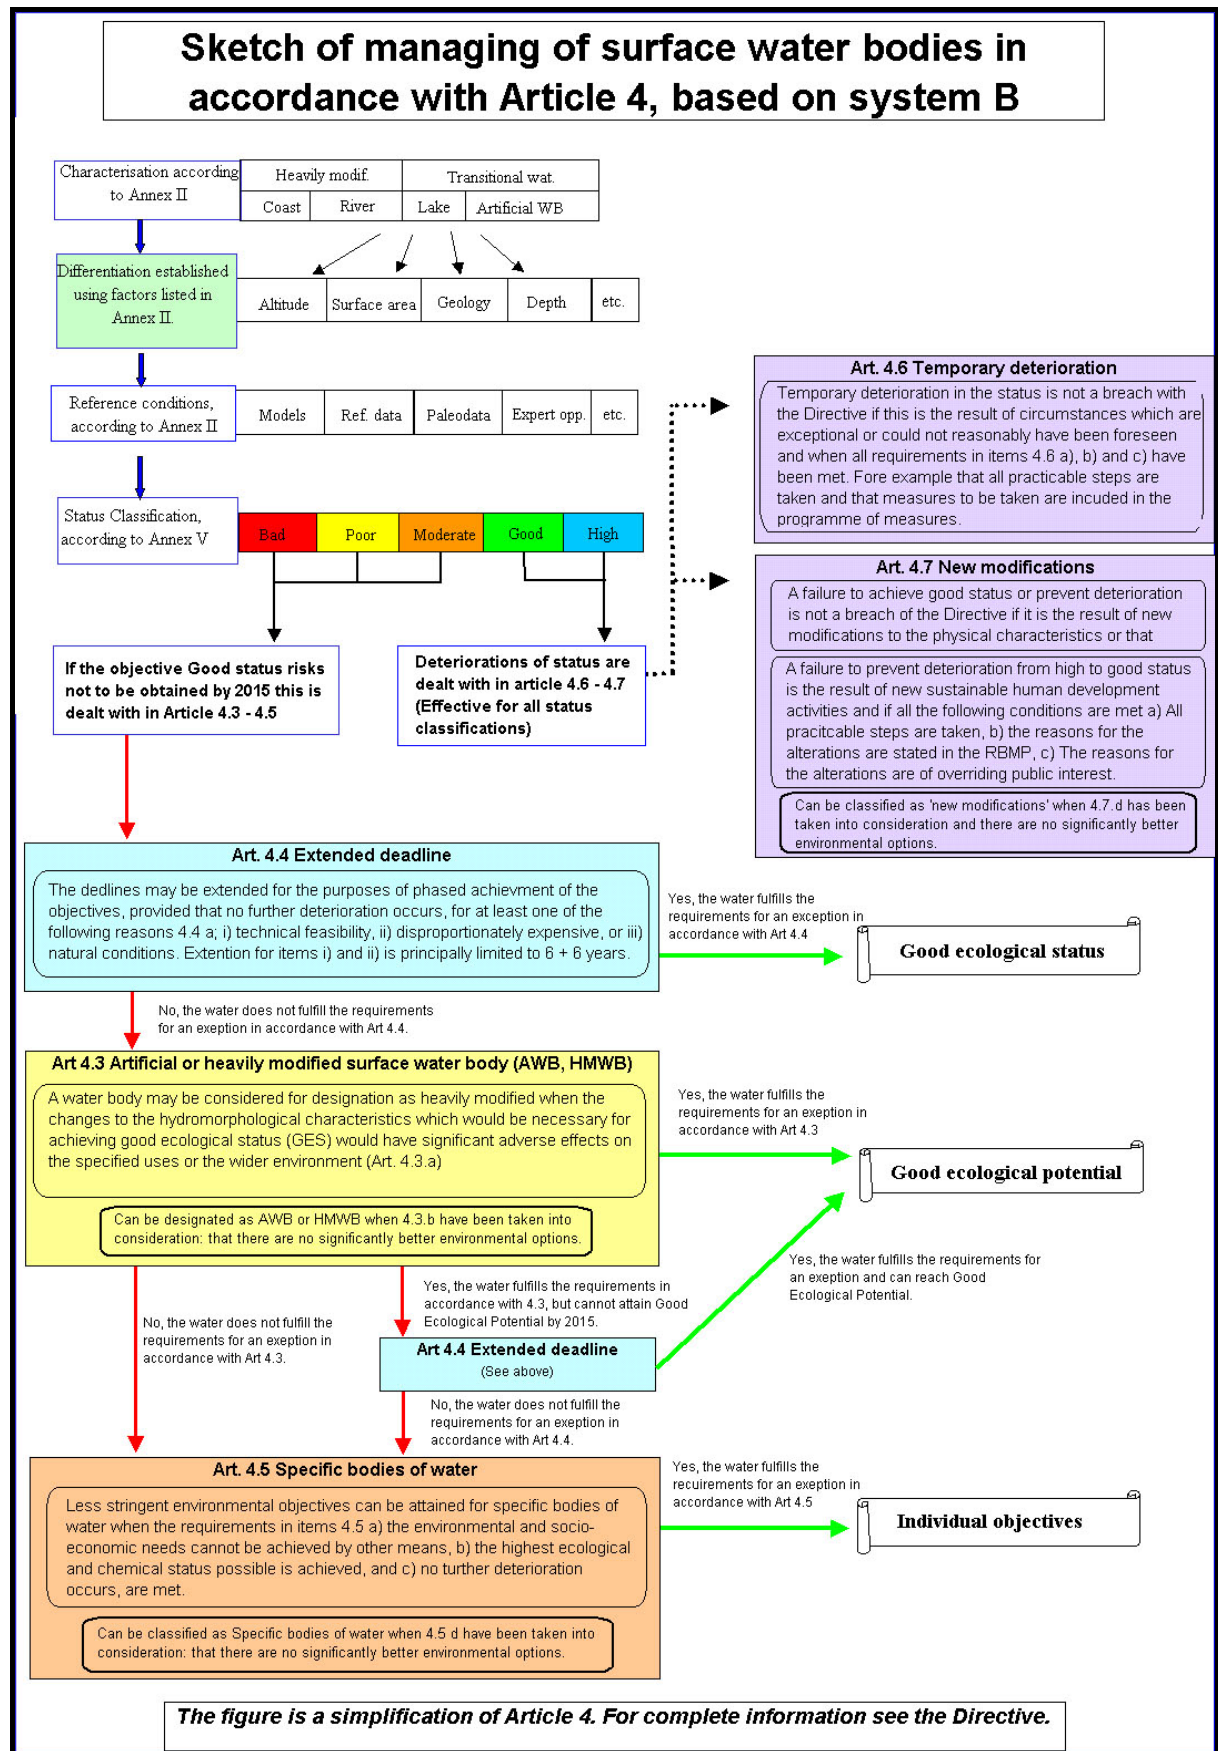 Sketch of managing of surface water bodies in
accordance with Article 4, based on system B
Characterisation according
to Annex II
Heavily modif.
Transitional wat.
Coast
River
Lake
Artificial WB
Differentiation established
using factors listed in
Annex II.
Altitude
Surface area
Geology
Depth
etc.
Reference conditions,
according to Annex II
Models
Ref. data
Paleodata
Expert opp.
etc.
Status Classification,
according to Annex V
Bad
Poor
Moderate
Good
High
Art. 4.6 Temporary deterioration
Temporary deterioration in the status is not a breach with
the Directive if this is the result of circumstances which are
exceptional or could not reasonably have been foreseen
and when all requirements in items 4.6 a), b) and c) have
been met. Fore example that all practicable steps are
taken and that measures to be taken are incuded in the
programme of measures.
Art. 4.7 New modifications
A failure to achieve good status or prevent deterioration
is not a breach of the Directive if it is the result of new
modifications to the physical characteristics or that
A failure to prevent deterioration from high to good status
is the result of new sustainable human development
activities and if all the following conditions are met a) All
pracitcable steps are taken, b) the reasons for the
alterations are stated in the RBMP, c) The reasons for
the alterations are of overriding public interest.
Can be classified as 'new modifications' when 4.7.d has been
taken into consideration and there are no significantly better
environmental options.
If the objective Good status risks
not to be obtained by 2015 this is
dealt with in Article 4.3 - 4.5
Deteriorations of status are
dealt with in article 4.6 - 4.7
(Effective for all status
classifications)
Art. 4.4 Extended deadline
The dedlines may be extended for the purposes of phased achievment of the
objectives, provided that no further deterioration occurs, for at least one of the
following reasons 4.4 a; i) technical feasibility, ii) disproportionately expensive, or iii)
natural conditions. Extention for items i) and ii) is principally limited to 6 + 6 years.
Yes, the water fulfills the
requirements for an exception in
accordance with Art 4.4
Good ecological status
No, the water does not fulfill the requirements
for an exeption in accordance with Art 4.4.
Art 4.3 Artificial or heavily modified surface water body (AWB, HMWB)
A water body may be considered for designation as heavily modified when the
changes to the hydromorphological characteristics which would be necessary for
achieving good ecological status (GES) would have significant adverse effects on
the specified uses or the wider environment (Art. 4.3.a)
Can be designated as AWB or HMWB when 4.3.b have been taken into
consideration: that there are no significantly better environmental options.
Yes, the water fulfills the
requirements for an exeption in
accordance with Art 4.3
Good ecological potential
Yes, the water fulfills the requirements for
an exeption and can reach Good
Ecological Potential.
Yes, the water fulfills the requirements in
accordance with 4.3, but cannot attain Good
Ecological Potential by 2015.
No, the water does not fulfill the
requirements for an exeption in
accordance with Art 4.3.
Art 4.4 Extended deadline
(See above)
No, the water does not fulfill the
requirements for an exeption in
accordance with Art 4.4.
Art. 4.5 Specific bodies of water
Less stringent environmental objectives can be attained for specific bodies of
water when the requirements in items 4.5 a) the environmental and socio-
economic needs cannot be achieved by other means, b) the highest ecological
and chemical status possible is achieved, and c) no turther deterioration
occurs, are met.
Can be classified as Specific bodies of water when 4.5 d have been taken into
consideration: that there are no significantly better environmental options.
Yes, the water fulfills the
recuirements for an exeption in
accordance with Art 4.5
Individual objectives
The figure is a simplification of Article 4. For complete information see the Directive.